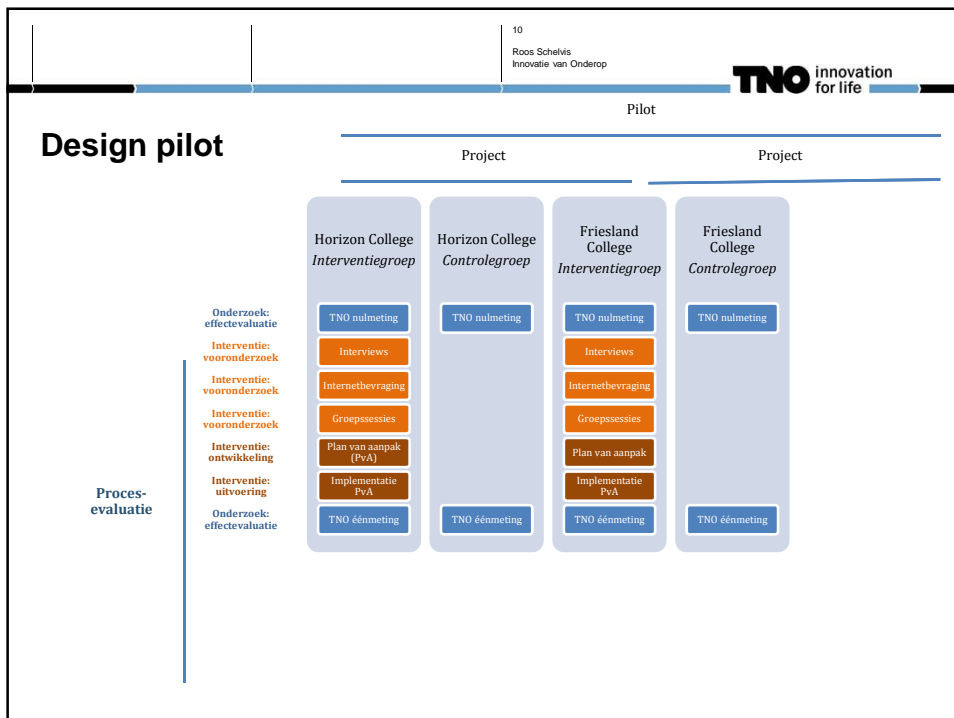 10
Roos Schelvis
Innovatie van Onderop
TNO innovation
for life
Design pilot
Pilot
Project
Project
Horizon College
Interventiegroep
Horizon College
Controlegroep
Friesland
College
Interventiegroep
Friesland
College
Controlegroep
Onderzoek:
effectevaluatie
TNO nulmeting
TNO nulmeting
TNO nulmeting
TNO nulmeting
Interventie:
vooronderzoek
Interviews
Interviews
Interventie:
vooronderzoek
Internetbevraging
Internetbevraging
Interventie:
vooronderzoek
Groepssessies
Groepssessies
Interventie:
ontwikkeling
Plan van aanpak
(PvA)
Plan van aanpak
Interventie:
uitvoering
Implementatie
PvA
Implementatie
PvA
Proces-
evaluatie
Onderzoek:
effectevaluatie
TNO éénmeting
TNO éénmeting
TNO éénmeting
TNO éénmeting